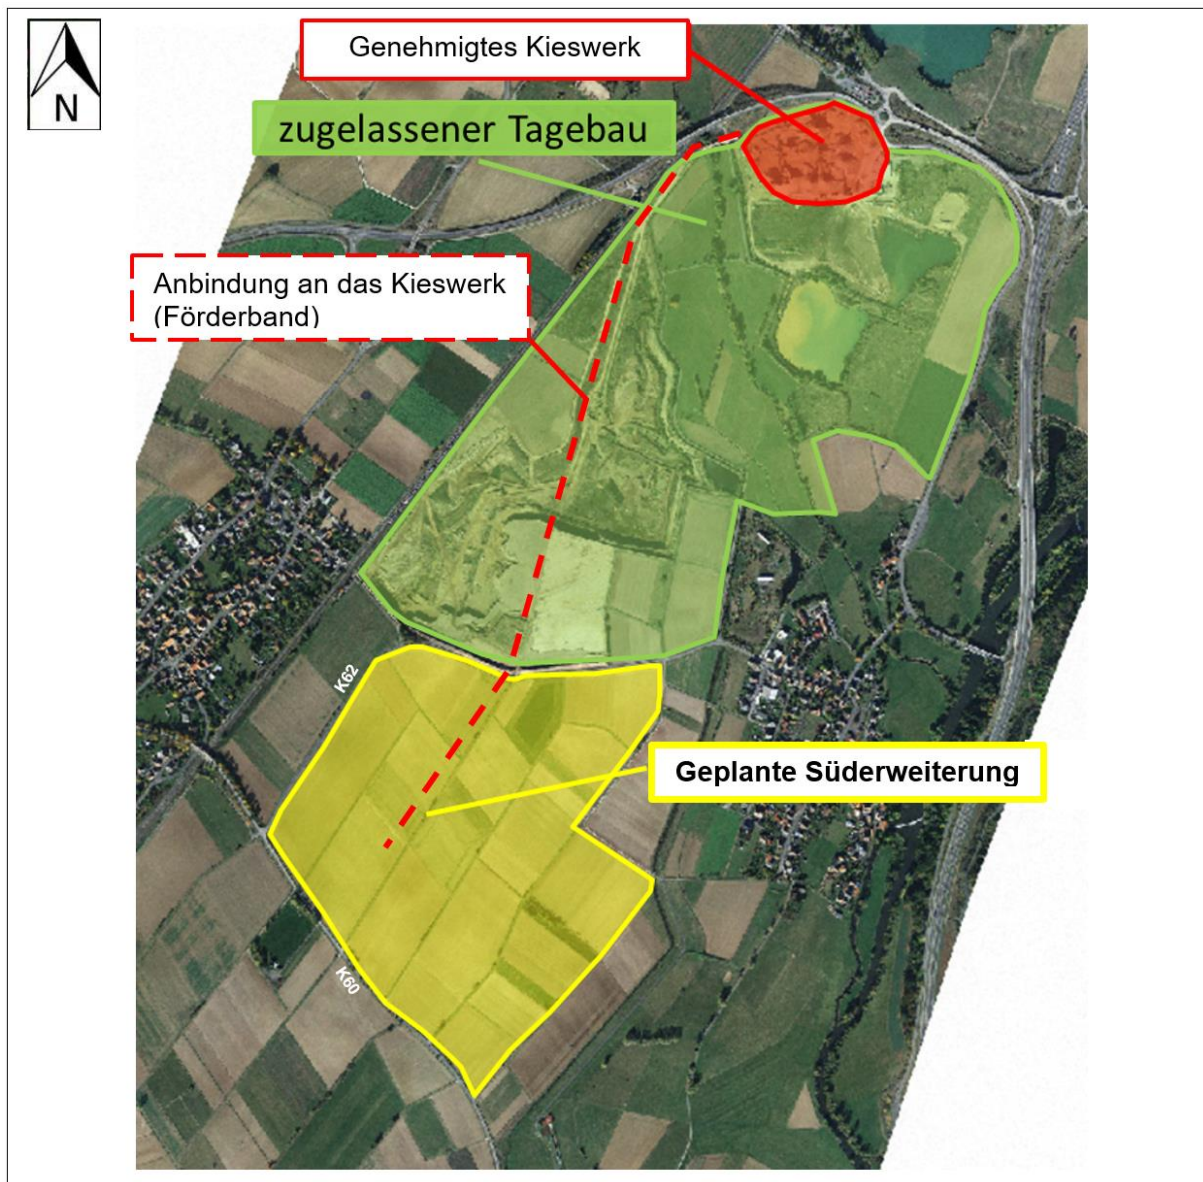 N
Genehmigtes Kieswerk
zugelassener Tagebau
Anbindung an das Kieswerk
(Förderband)
K62
Geplante Süderweiterung
K60